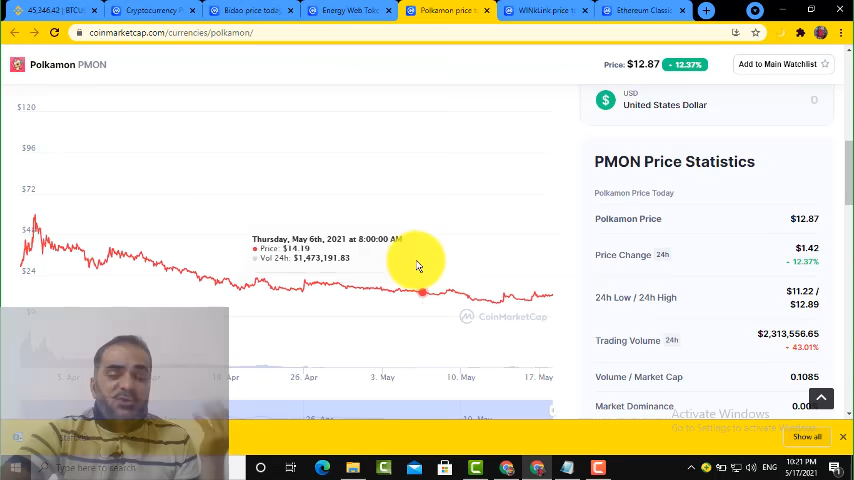 45,346.42 | BTCU
Cryptocurrency P
Bidao price today
Energy Web Toke
Polkamon price t
WINkLink price to
Ethereum Classic
coinmarketcap.com/currencies/polkamon/
Polkamon PMON
Price: $12.87
12.37%
Add to Main Watchlist
USD
United States Dollar
0
$120
$96
$72
$24
$0
Thursday, May 6th, 2021 at 8:00:00 AM
Price: $14.19
Vol 24h: $1,473,191.83
CoinMarketCap
5. Apr
26. Apr
3. May
10. May
17. May
26. Apr
10. May
PMON Price Statistics
Polkamon Price Today
Polkamon Price
$12.87
Price Change 24h
$1.42
12.37%
24h Low / 24h High
$11.22 /
$12.89
Trading Volume 24h
$2,313,556.65
43.01%
Volume / Market Cap
0.1085
Market Dominance
Activate Windows
Go to Settings to activate Windows.
Show all
Type here to search
ENG
10:21 PM
5/17/2021